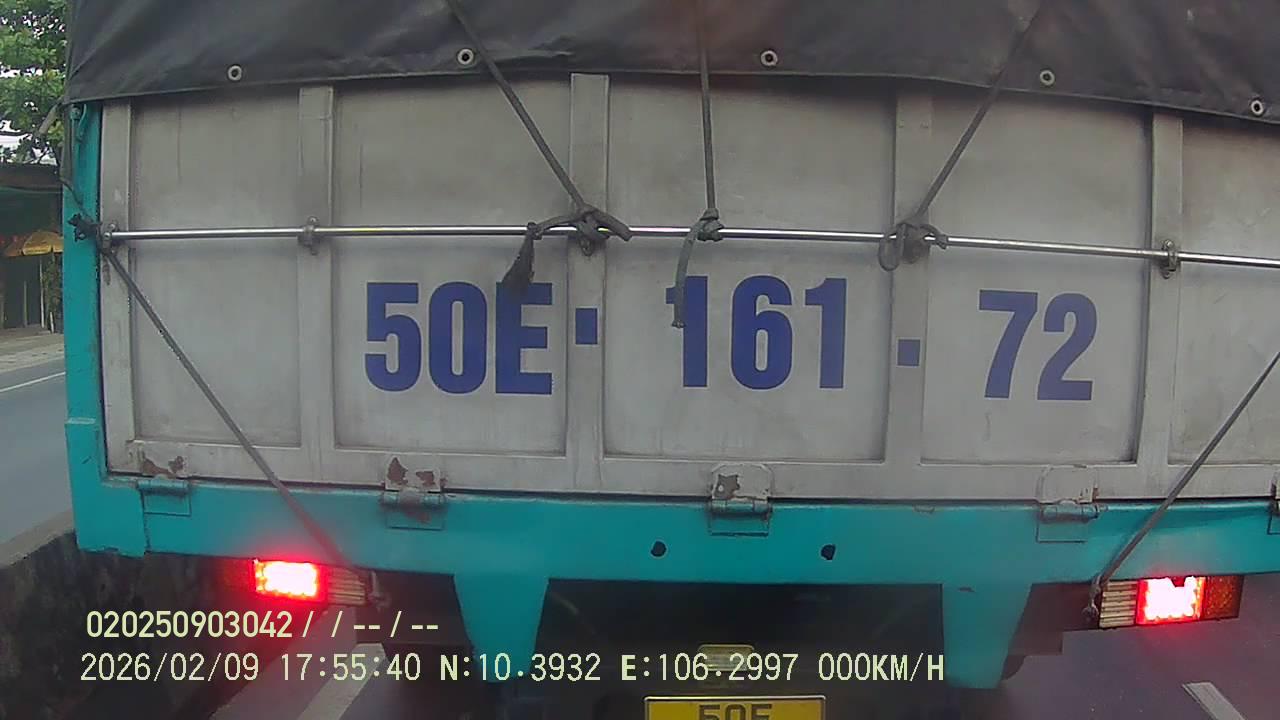 50E · 161 · 72
020250903042 / / -- / --
2026/02/09 17:55:40 N:10.3932 E:106.2997 000KM/H
50E